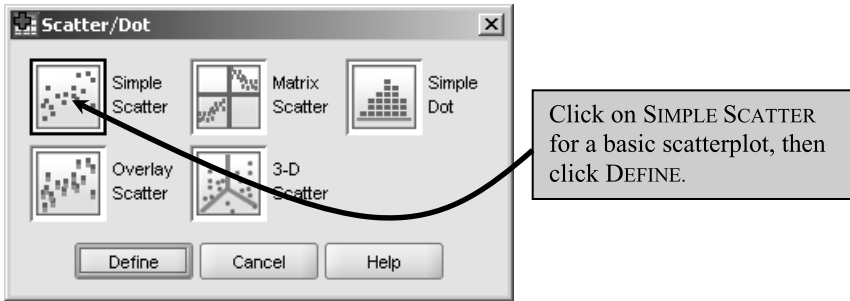 Scatter/Dot
Simple
Scatter
Matrix
Scatter
Simple
Dot
Overlay
Scatter
3-D
Scatter
Define
Cancel
Help
Click on SIMPLE SCATTER
for a basic scatterplot, then
click DEFINE.